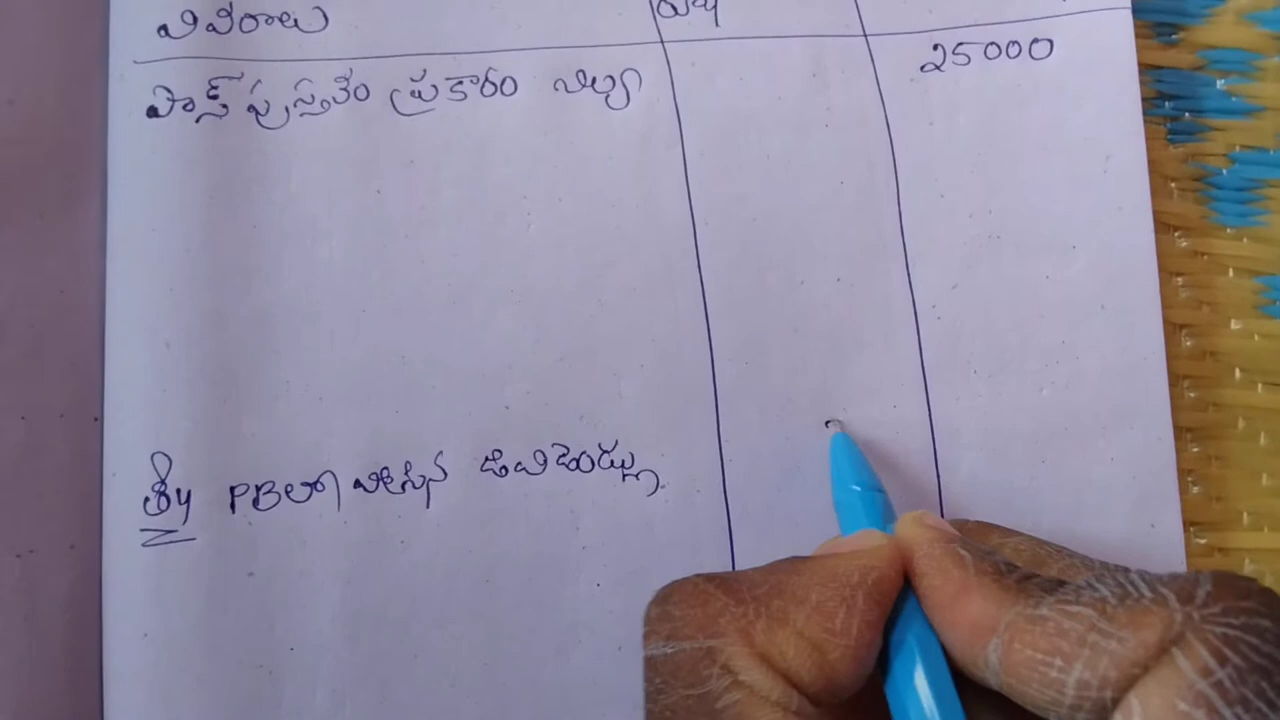 వివరాలు 25000
పాస్ పుస్తకం ప్రకారం నిల్వ
తీ॥ PBలో వేసిన డివిడెండ్లు